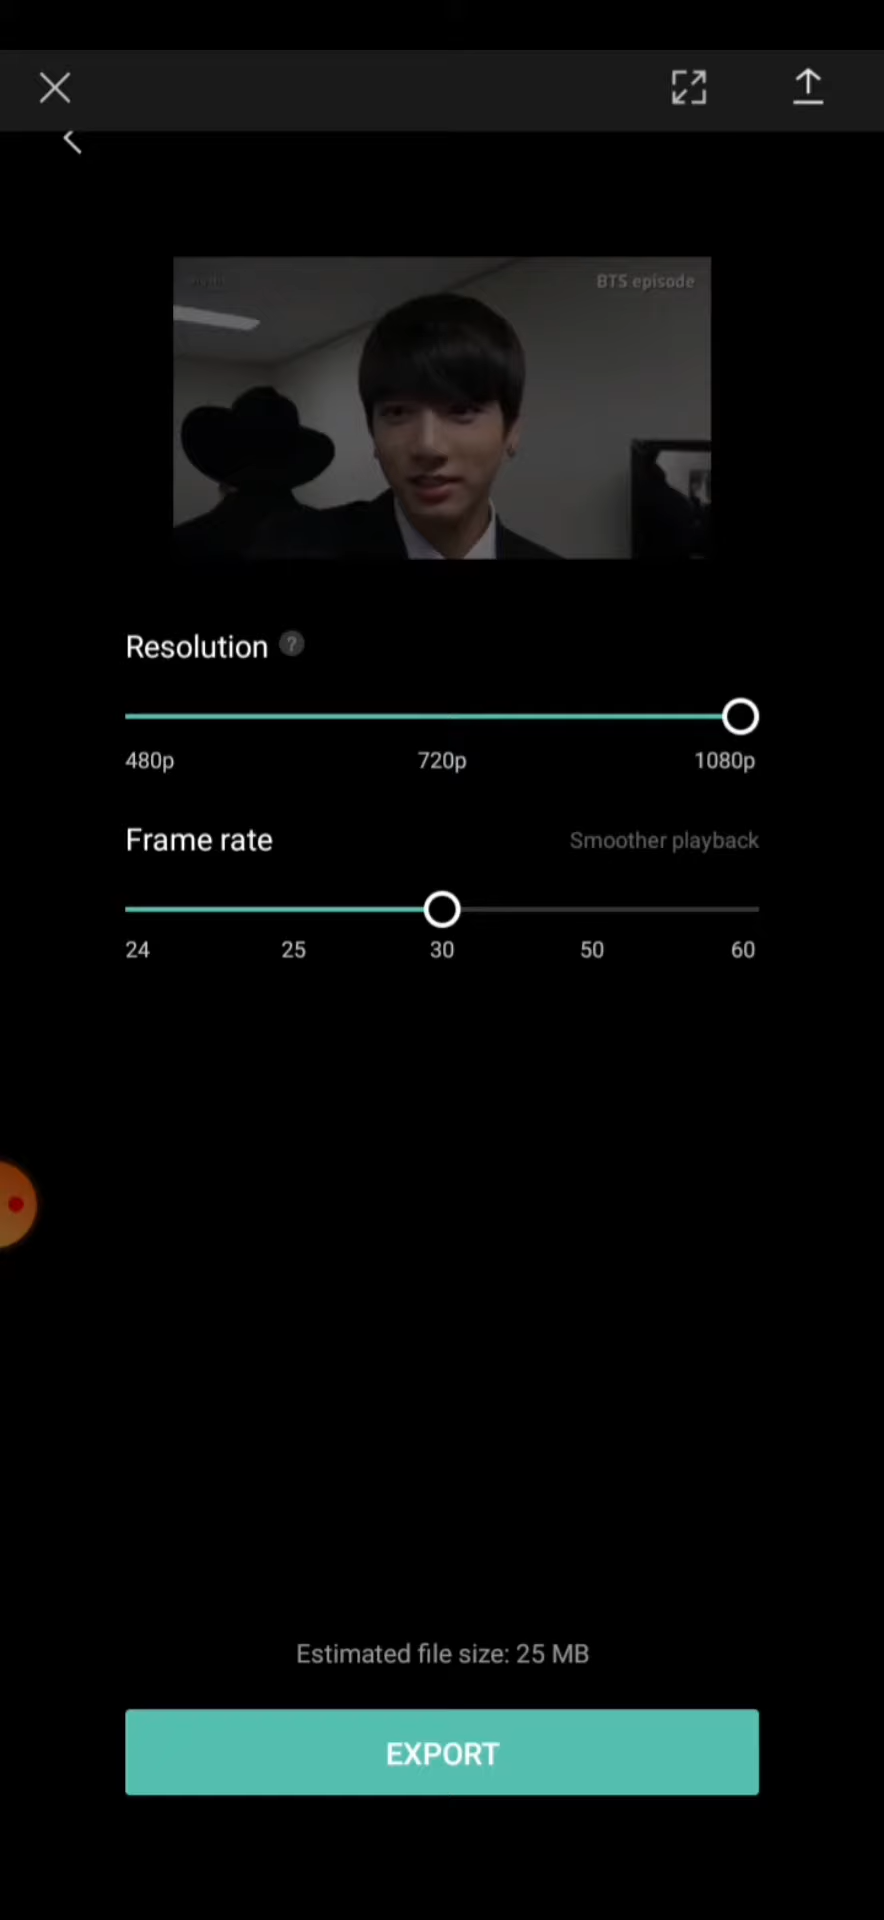 BTS episode
Resolution ?
480p 720p 1080p
Frame rate Smoother playback
24 25 30 50 60
Estimated file size: 25 MB
EXPORT